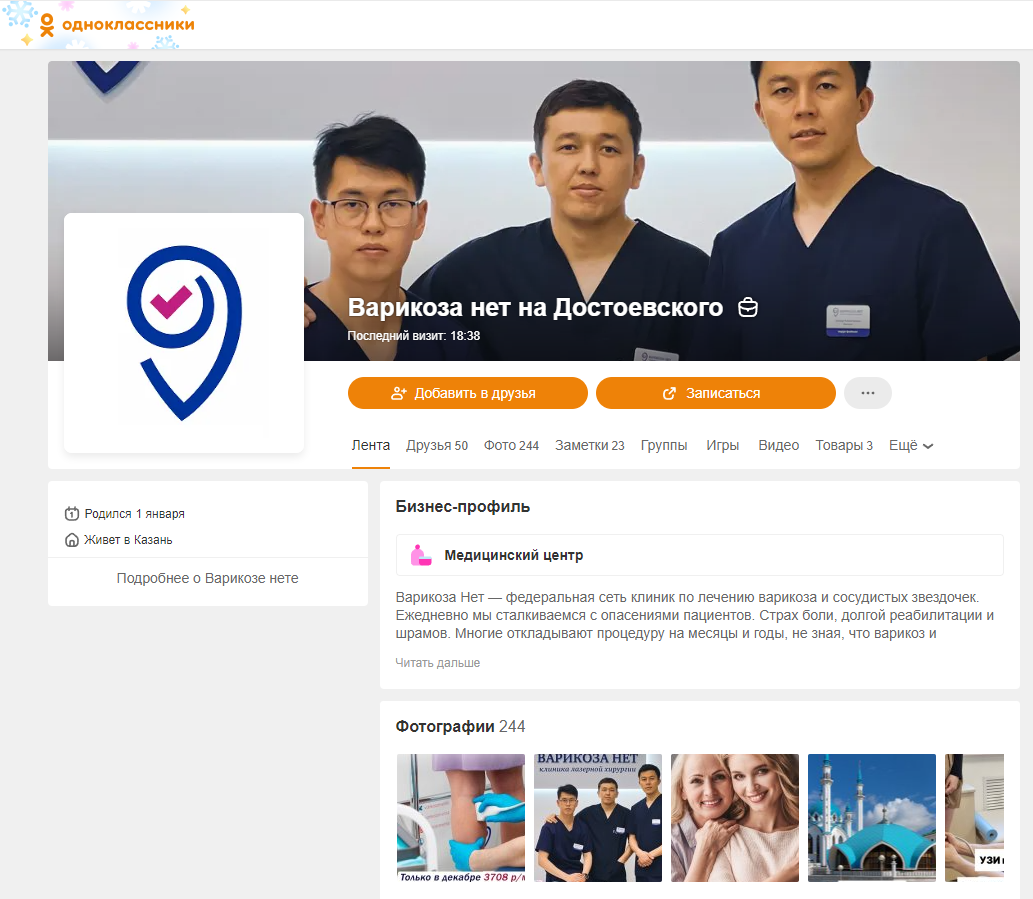 одноклассники
Варикоза нет на Достоевского
Последний визит: 18:38
Добавить в друзья
Записаться
Лента
Друзья 50
Фото 244
Заметки 23
Группы
Игры
Видео
Товары 3
Ещё
Родился 1 января
Живет в Казань
Подробнее о Варикозе нете
Бизнес-профиль
Медицинский центр
Варикоза Нет — федеральная сеть клиник по лечению варикоза и сосудистых звездочек.
Ежедневно мы сталкиваемся с опасениями пациентов. Страх боли, долгой реабилитации и
шрамов. Многие откладывают процедуру на месяцы и годы, не зная, что варикоз и
Читать дальше
Фотографии 244
Только в декабре 3708 р/
ВАРИКОЗА НЕТ
клиника лазерной хирургии
УЗИ